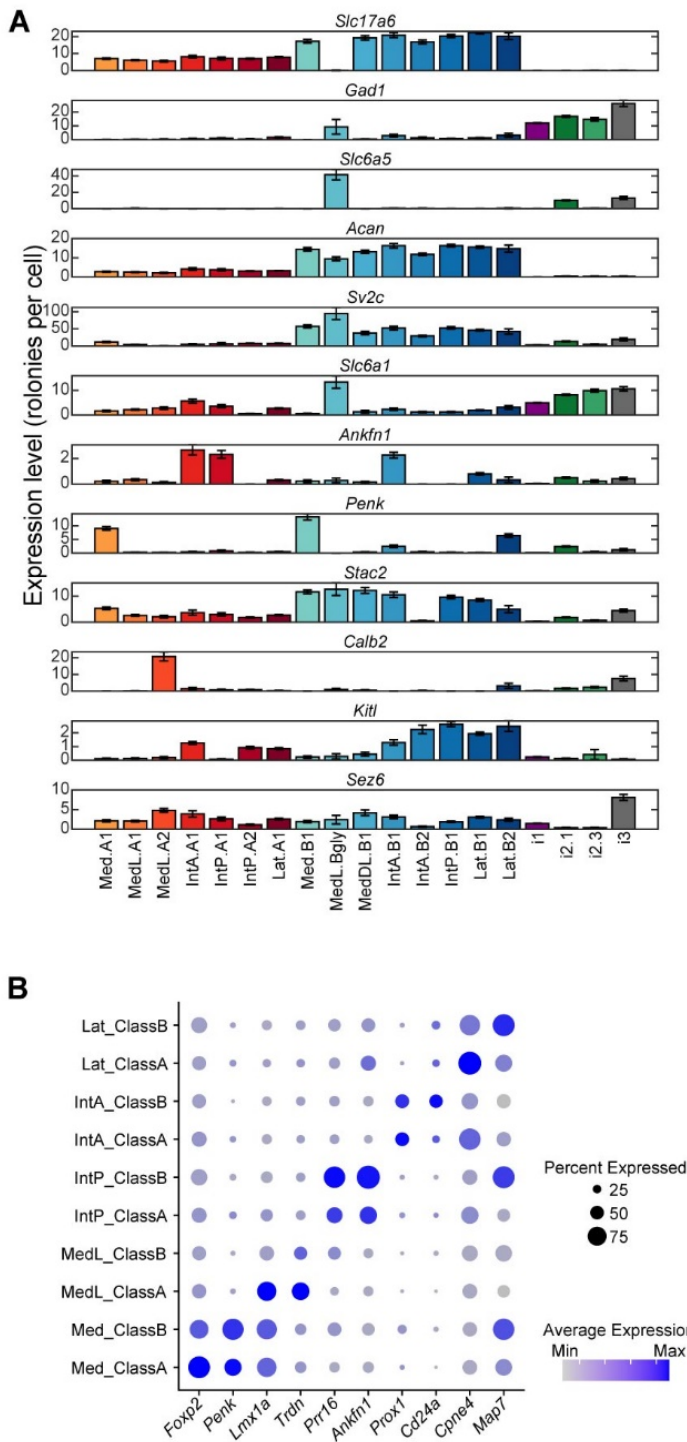 A
Expression level (rolonies per cell)
Slc17a6
20
10
0
Gad1
20
10
0
Slc6a5
40
20
0
Acan
20
10
0
Sv2c
100
50
0
Slc6a1
10
0
Ankfn1
2
0
Penk
10
5
0
Stac2
10
5
0
Calb2
20
10
0
Kitl
2
1
0
Sez6
10
5
0
Med.A1 MedL.A1 MedL.A2 IntA.A1 IntP.A1 IntP.A2 Lat.A1 Med.B1 MedL.Bgly MedDL.B1 IntA.B1 IntA.B2 IntP.B1 Lat.B1 Lat.B2 i1 i2.1 i2.3 i3
B
Lat_ClassB
Lat_ClassA
IntA_ClassB
IntA_ClassA
IntP_ClassB
IntP_ClassA
MedL_ClassB
MedL_ClassA
Med_ClassB
Med_ClassA
Foxp2 Penk Lmx1a Trdn Prr16 Ankfn1 Prox1 Cd24a Cpne4 Map7
Percent Expressed
25
50
75
Average Expression
Min Max